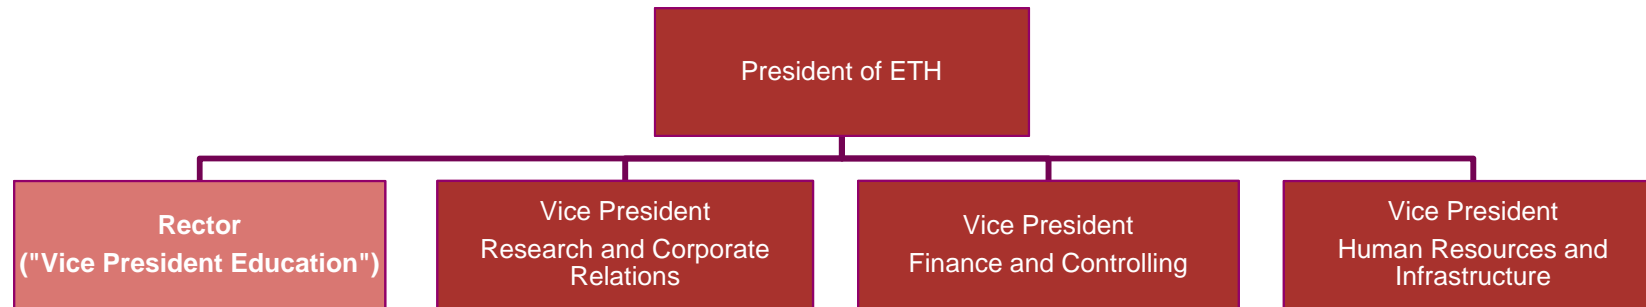 President of ETH
Rector
("Vice President Education")
Vice President
Research and Corporate
Relations
Vice President
Finance and Controlling
Vice President
Human Resources and
Infrastructure